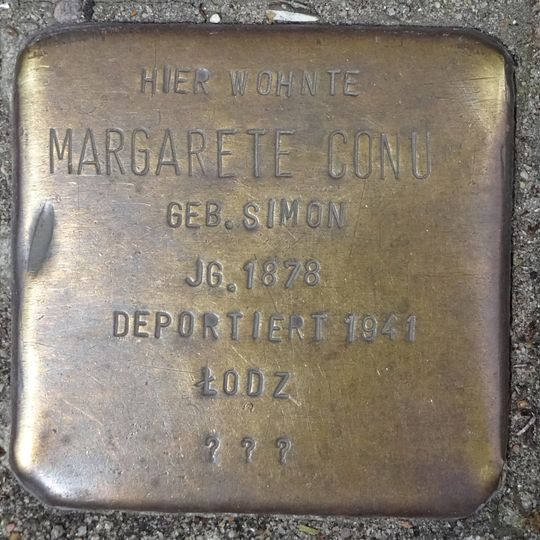 HIER WOHNTE
MARGARETE CONU
GEB. SIMON
JG. 1878
DEPORTIERT 1941
ŁODZ
? ? ?